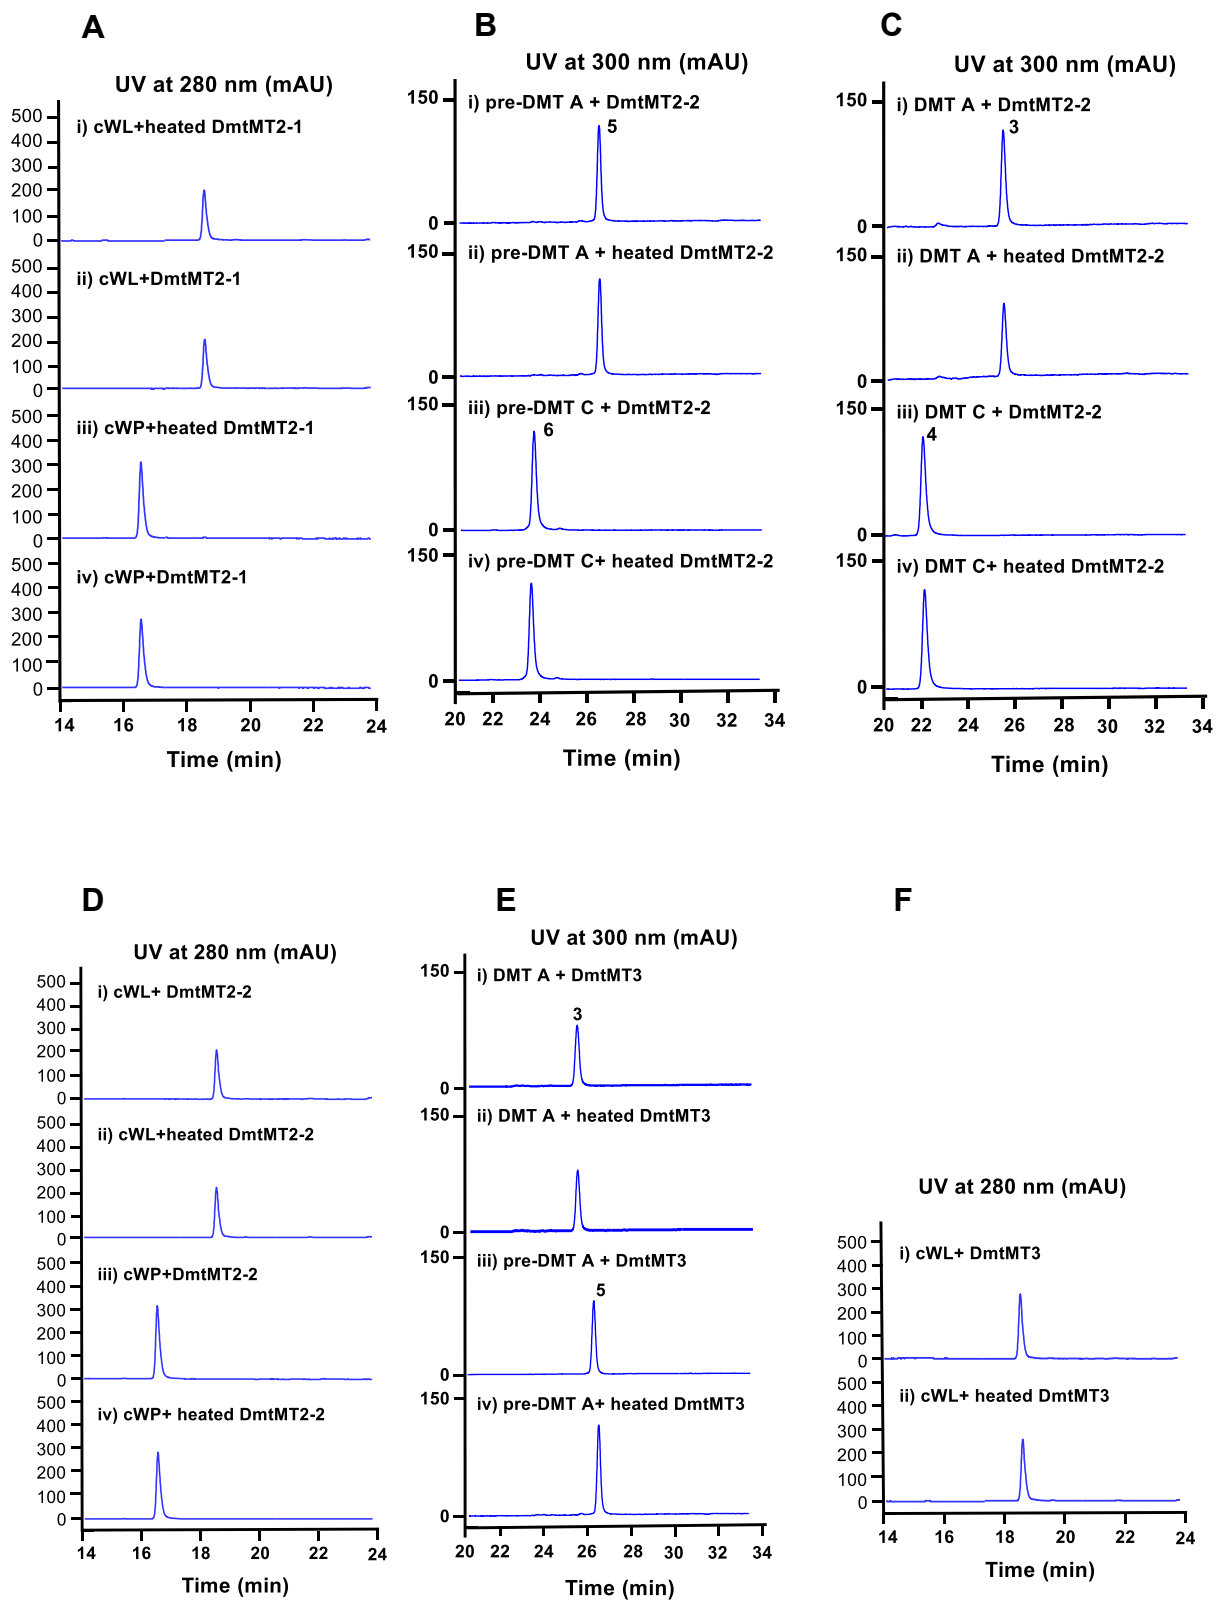 A
UV at 280 nm (mAU)
500
400
300
200
100
0
i) cWL+heated DmtMT2-1
500
400
300
200
100
0
ii) cWL+DmtMT2-1
500
400
300
200
100
0
iii) cWP+heated DmtMT2-1
500
400
300
200
100
0
iv) cWP+DmtMT2-1
14 16 18 20 22 24
Time (min)
B
UV at 300 nm (mAU)
150
i) pre-DMT A + DmtMT2-2
5
0
ii) pre-DMT A + heated DmtMT2-2
150
0
iii) pre-DMT C + DmtMT2-2
150
6
0
iv) pre-DMT C+ heated DmtMT2-2
150
0
20 22 24 26 28 30 32 34
Time (min)
C
UV at 300 nm (mAU)
150
i) DMT A + DmtMT2-2
3
0
ii) DMT A + heated DmtMT2-2
150
0
iii) DMT C + DmtMT2-2
150
4
0
iv) DMT C+ heated DmtMT2-2
150
0
20 22 24 26 28 30 32 34
Time (min)
D
UV at 280 nm (mAU)
500
400
300
200
100
0
i) cWL+ DmtMT2-2
500
400
300
200
100
0
ii) cWL+heated DmtMT2-2
500
400
300
200
100
0
iii) cWP+DmtMT2-2
500
400
300
200
100
0
iv) cWP+ heated DmtMT2-2
14 16 18 20 22 24
Time (min)
E
UV at 300 nm (mAU)
150
i) DMT A + DmtMT3
3
0
150
ii) DMT A + heated DmtMT3
0
150
iii) pre-DMT A + DmtMT3
5
0
150
iv) pre-DMT A+ heated DmtMT3
0
20 22 24 26 28 30 32 34
Time (min)
F
UV at 280 nm (mAU)
500
400
300
200
100
0
i) cWL+ DmtMT3
500
400
300
200
100
0
ii) cWL+ heated DmtMT3
14 16 18 20 22 24
Time (min)